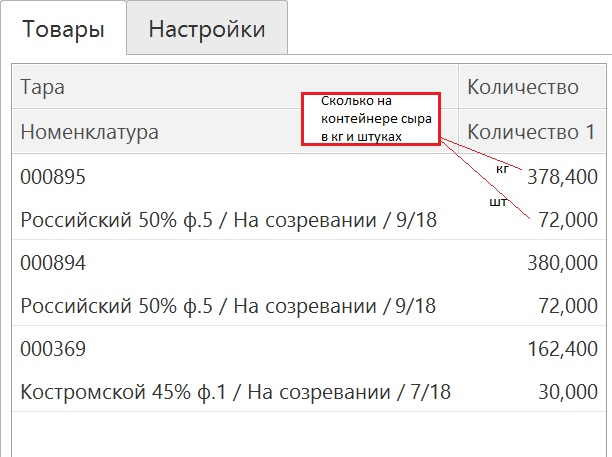 Товары Настройки
Тара Количество
Сколько на
контейнере сыра
в кг и штуках
Номенклатура Количество 1
000895 кг 378,400
шт
Российский 50% ф.5 / На созревании / 9/18 72,000
000894 380,000
Российский 50% ф.5 / На созревании / 9/18 72,000
000369 162,400
Костромской 45% ф.1 / На созревании / 7/18 30,000